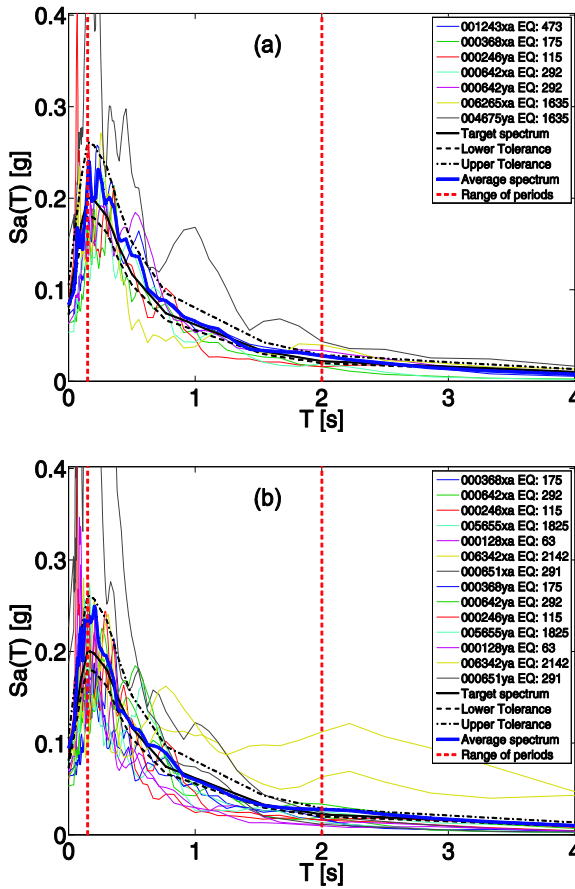 (a)
Sa(T) [g]
0.4
0.3
0.2
0.1
0
001243xa EQ: 473
000368xa EQ: 175
000246ya EQ: 115
000642xa EQ: 292
000642ya EQ: 292
006265xa EQ: 1635
004675ya EQ: 1635
Target spectrum
Lower Tolerance
Upper Tolerance
Average spectrum
Range of periods
0 1 2 3 4
T [s]
(b)
Sa(T) [g]
0.4
0.3
0.2
0.1
0
000368xa EQ: 175
000642xa EQ: 292
000246xa EQ: 115
005655xa EQ: 1825
000128xa EQ: 63
006342xa EQ: 2142
000651xa EQ: 291
000368ya EQ: 175
000642ya EQ: 292
000246ya EQ: 115
005655ya EQ: 1825
000128ya EQ: 63
006342ya EQ: 2142
000651ya EQ: 291
Target spectrum
Lower Tolerance
Upper Tolerance
Average spectrum
Range of periods
0 1 2 3 4
T [s]